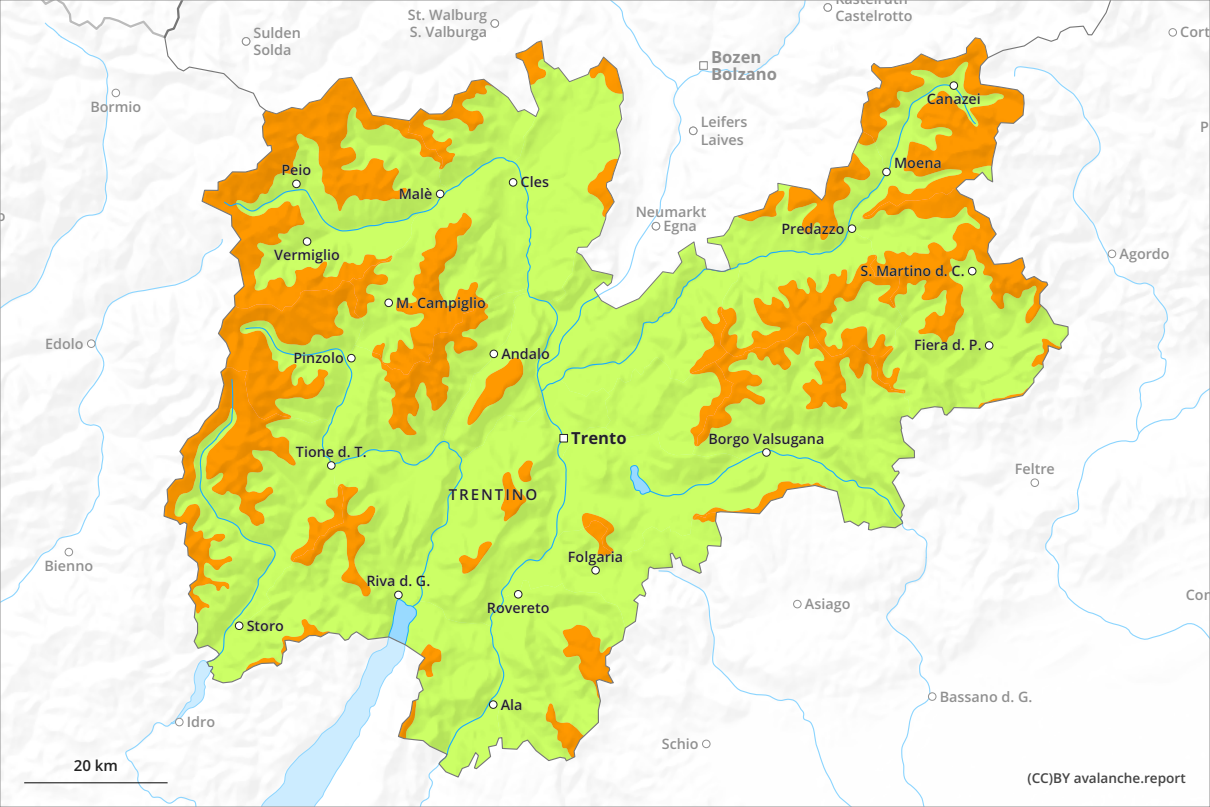 Kastelruth
Castelrotto
St. Walburg
S. Valburga
Sulden
Solda
Cort
Bozen
Bolzano
Bormio
Canazei
Leifers
Laives
P
Moena
Peio
Malè
Cles
Neumarkt
Egna
Predazzo
Vermiglio
Agordo
S. Martino d. C.
M. Campiglio
Edolo
Pinzolo
Andalo
Fiera d. P.
Trento
Borgo Valsugana
Tione d. T.
Feltre
TRENTINO
Bienno
Folgaria
Riva d. G.
Cor
Rovereto
Asiago
Storo
Bassano d. G.
Ala
Idro
Schio
20 km
(CC)BY avalanche.report